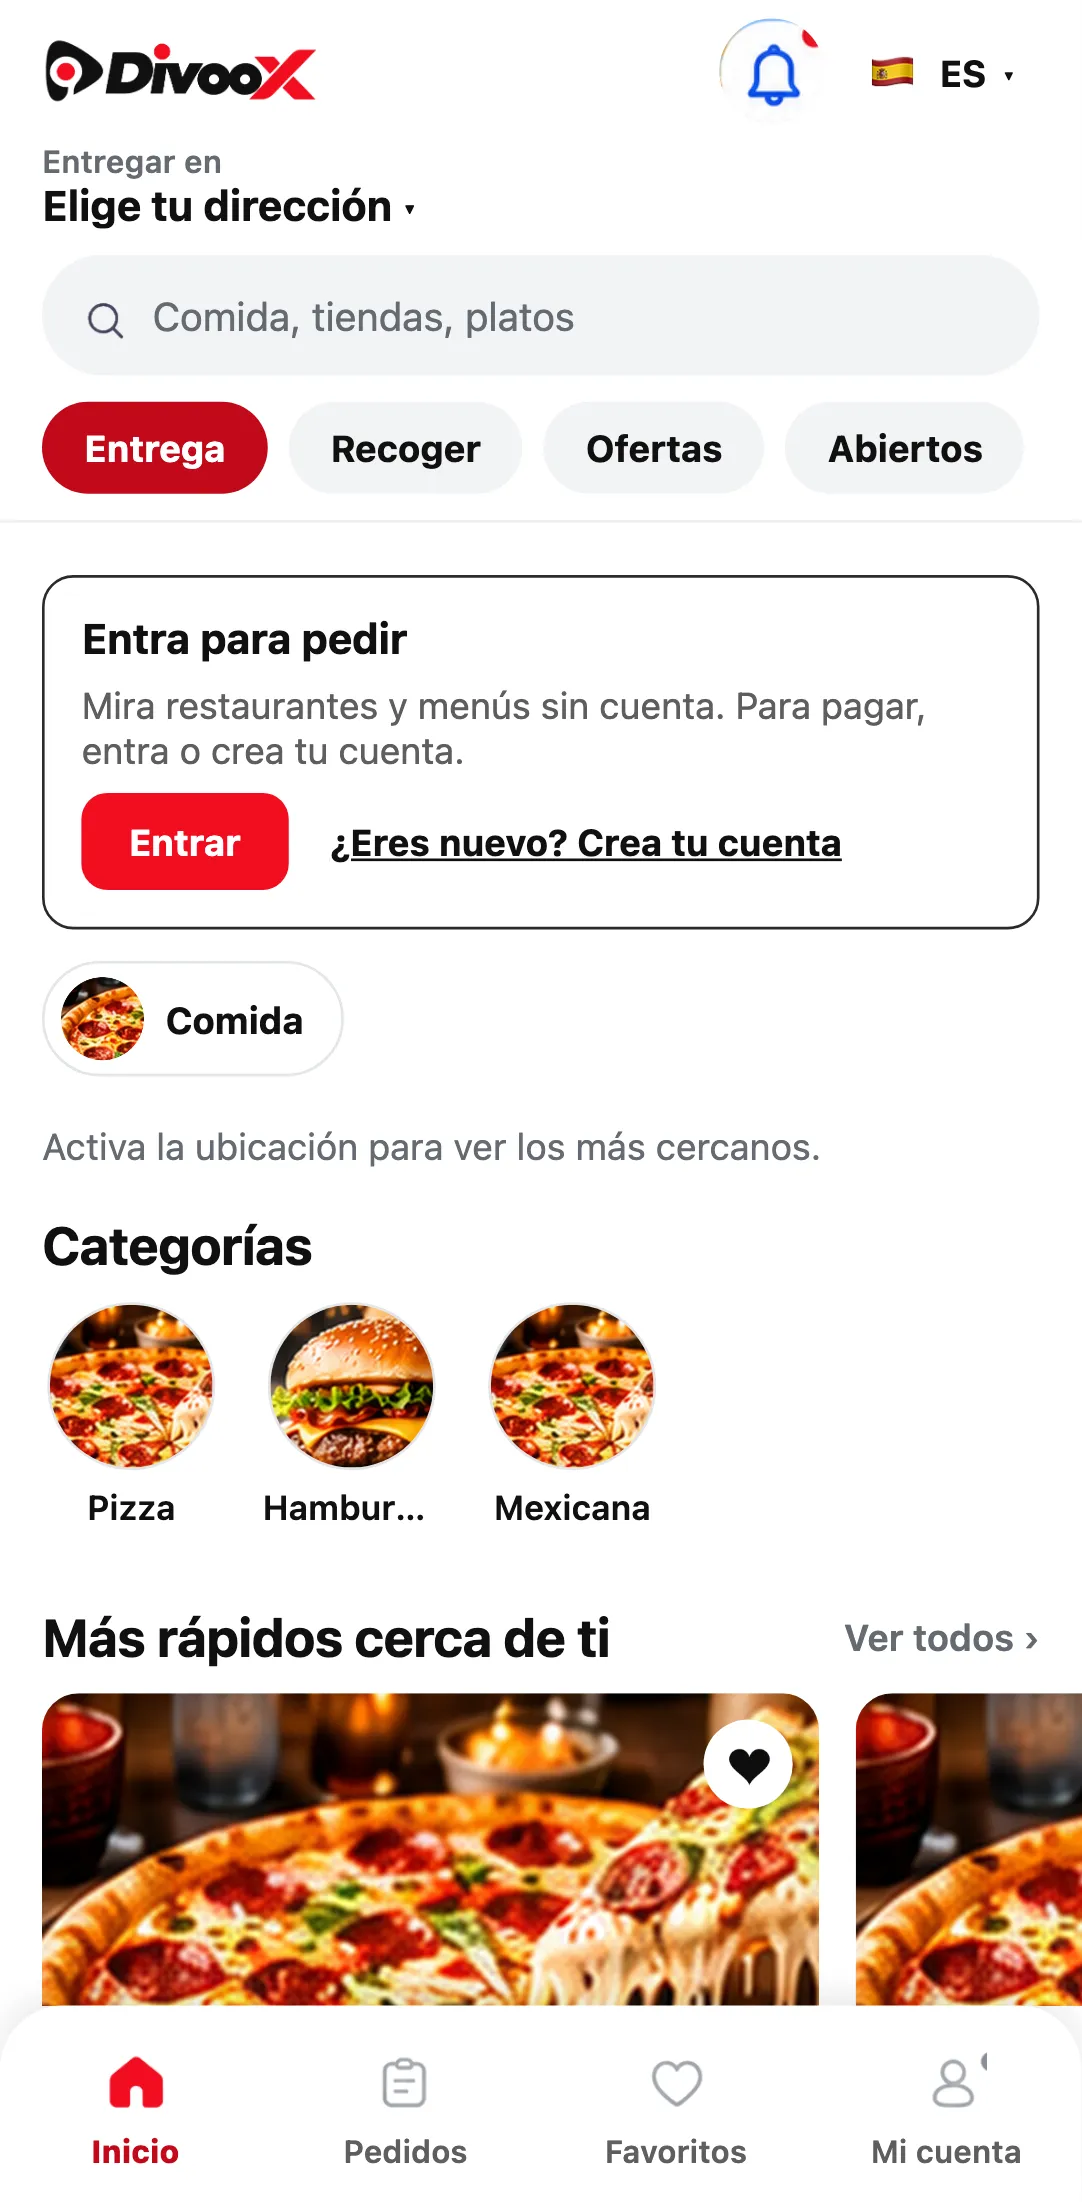 DivooX
ES
Entregar en
Elige tu dirección
Comida, tiendas, platos
Entrega
Recoger
Ofertas
Abiertos
Entra para pedir
Mira restaurantes y menús sin cuenta. Para pagar,
entra o crea tu cuenta.
Entrar
¿Eres nuevo? Crea tu cuenta
Comida
Activa la ubicación para ver los más cercanos.
Categorías
Pizza
Hambur...
Mexicana
Más rápidos cerca de ti
Ver todos ›
Inicio
Pedidos
Favoritos
Mi cuenta